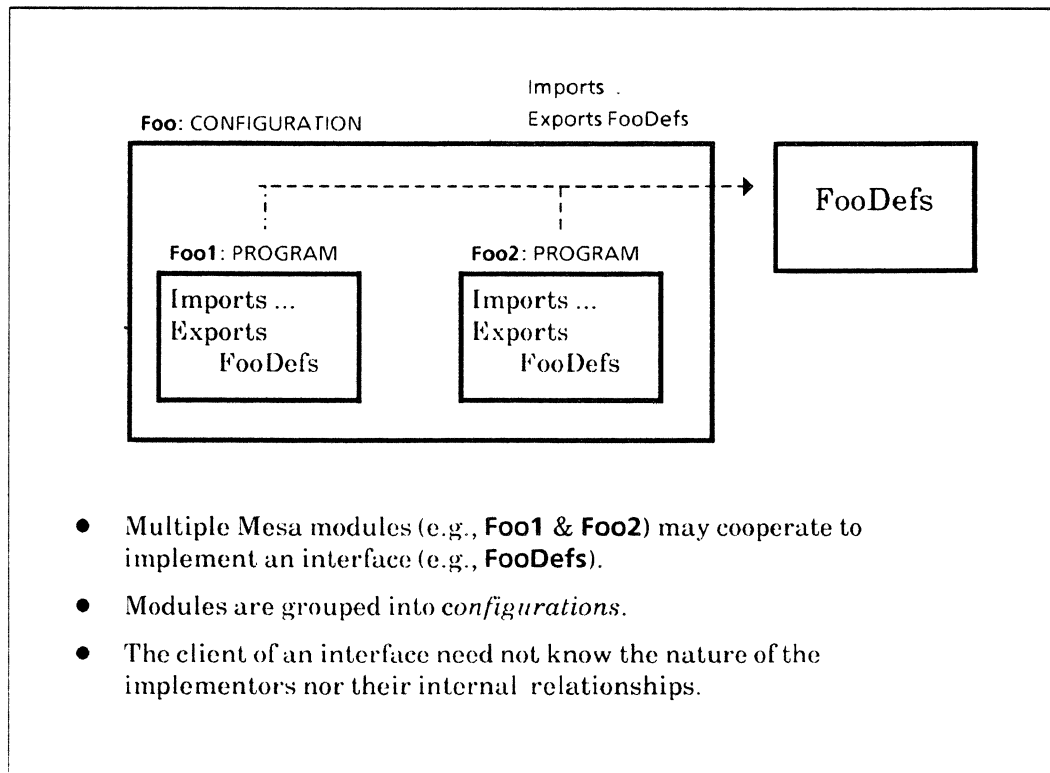 Imports .
Foo: CONFIGURATION Exports FooDefs
FooDefs
Foo1: PROGRAM Foo2: PROGRAM
Imports ... Imports ...
Exports Exports
FooDefs FooDefs
● Multiple Mesa modules (e.g., Foo1 & Foo2) may cooperate to
implement an interface (e.g., FooDefs).
● Modules are grouped into configurations.
● The client of an interface need not know the nature of the
implementors nor their internal relationships.